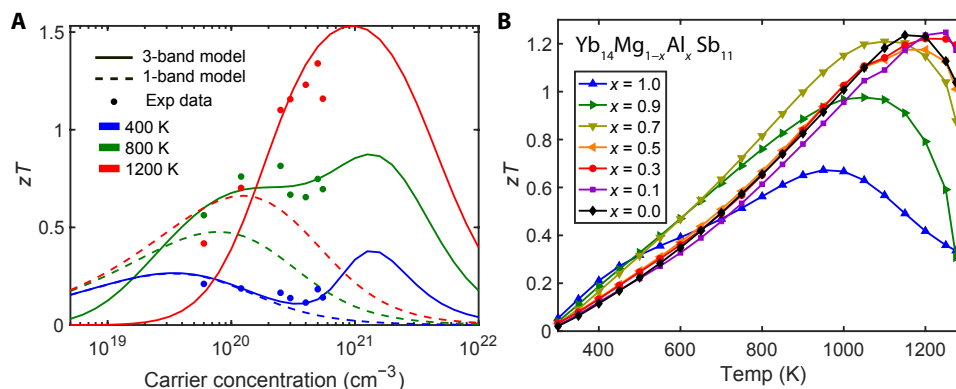 A
1.5
1
0.5
0
zT
3-band model
1-band model
Exp data
400 K
800 K
1200 K
10¹⁹
10²⁰
10²¹
10²²
Carrier concentration (cm⁻³)
B
1.2
1
0.8
0.6
0.4
0.2
0
zT
Yb₁₄Mg₁₋ₓAlₓSb₁₁
x = 1.0
x = 0.9
x = 0.7
x = 0.5
x = 0.3
x = 0.1
x = 0.0
400 600 800 1000 1200
Temp (K)